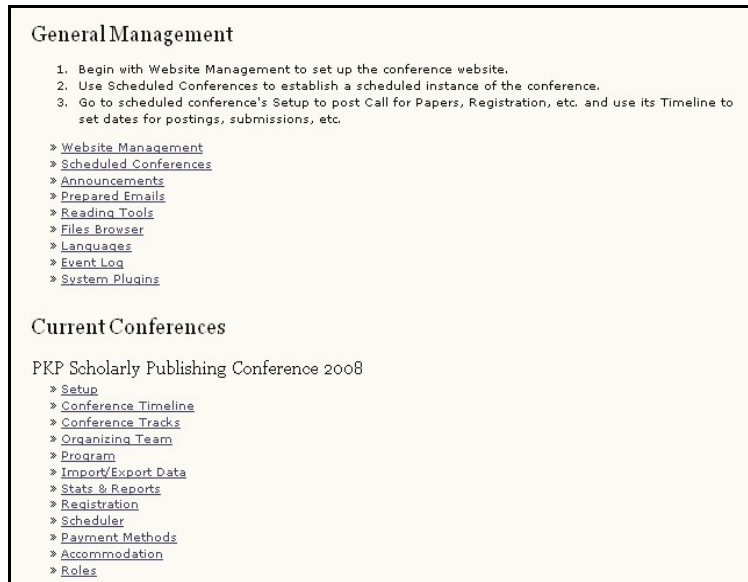 General Management
1. Begin with Website Management to set up the conference website.
2. Use Scheduled Conferences to establish a scheduled instance of the conference.
3. Go to scheduled conference's Setup to post Call for Papers, Registration, etc. and use its Timeline to
set dates for postings, submissions, etc.
» Website Management
» Scheduled Conferences
» Announcements
» Prepared Emails
» Reading Tools
» Files Browser
» Languages
» Event Log
» System Plugins
Current Conferences
PKP Scholarly Publishing Conference 2008
» Setup
» Conference Timeline
» Conference Tracks
» Organizing Team
» Program
» Import/Export Data
» Stats & Reports
» Registration
» Scheduler
» Payment Methods
» Accommodation
» Roles